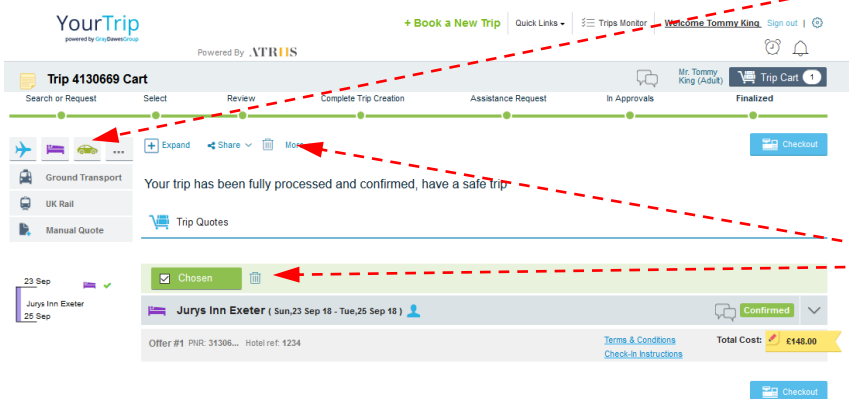 YourTrip
powered by GrayDawesGroup
+ Book a New Trip Quick Links Trips Monitor Welcome Tommy King Sign out |
Powered By ATRIIS
Trip 4130669 Cart
Mr. Tommy
King (Adult)
Trip Cart 1
Search or Request Select Review Complete Trip Creation Assistance Request In Approvals Finalized
... + Expand Share More
Checkout
Ground Transport
Your trip has been fully processed and confirmed, have a safe trip
UK Rail
Manual Quote
Trip Quotes
Chosen
23 Sep
Jurys Inn Exeter
25 Sep
Jurys Inn Exeter ( Sun,23 Sep 18 - Tue,25 Sep 18 )
Confirmed
Offer #1 PNR: 31306... Hotel ref: 1234
Terms & Conditions
Check-In Instructions
Total Cost: £148.00
Checkout